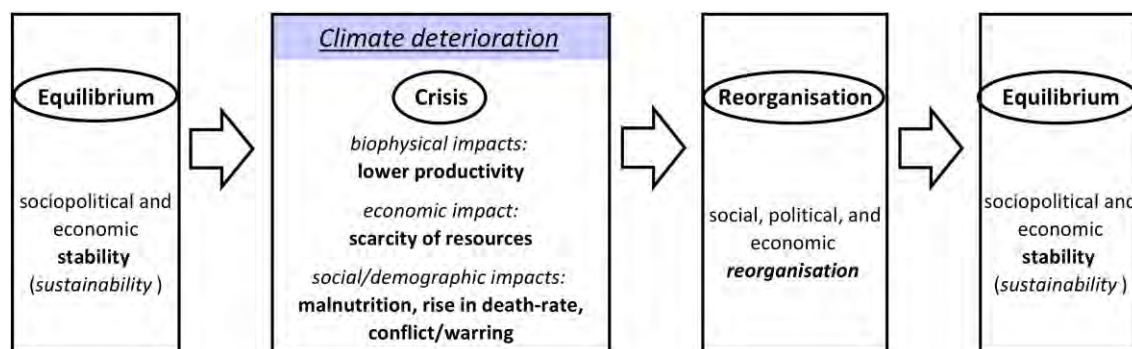 Equilibrium
sociopolitical and
economic
stability
(sustainability )
Climate deterioration
Crisis
biophysical impacts:
lower productivity
economic impact:
scarcity of resources
social/demographic impacts:
malnutrition, rise in death-rate,
conflict/warring
Reorganisation
social, political, and
economic
reorganisation
Equilibrium
sociopolitical and
economic
stability
(sustainability )